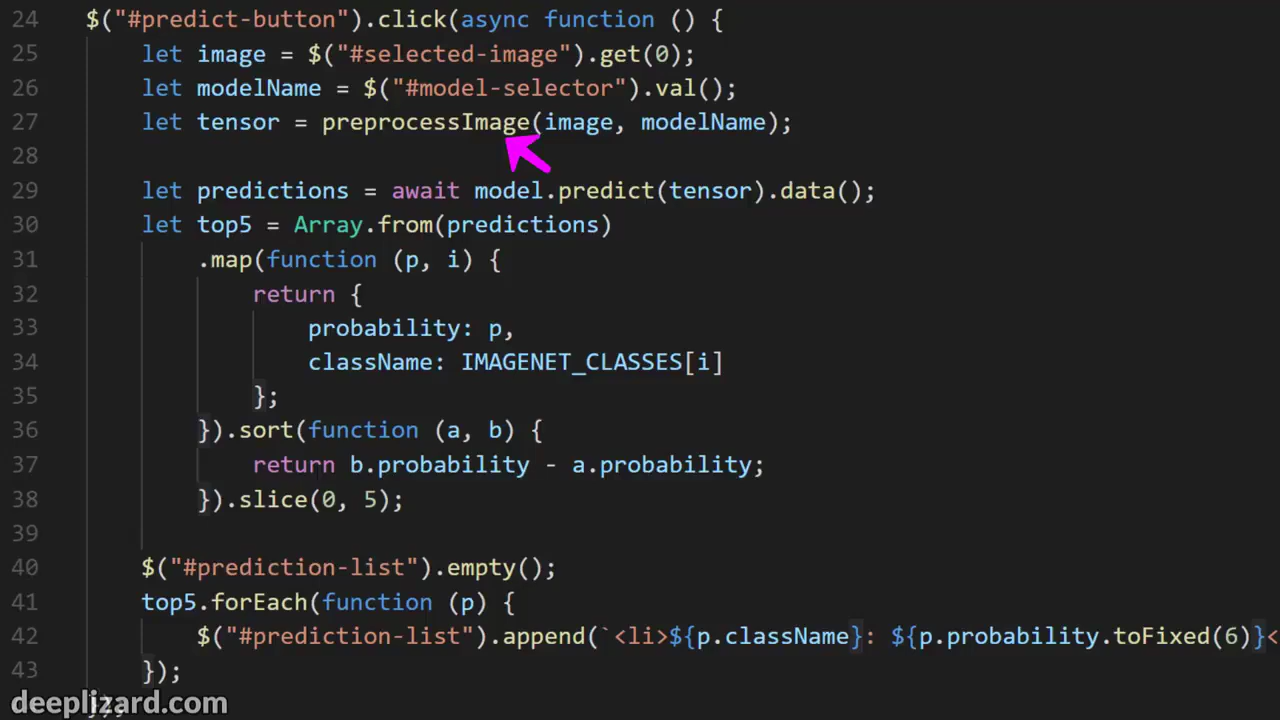 24 $("#predict-button").click(async function () {
25 let image = $("#selected-image").get(0);
26 let modelName = $("#model-selector").val();
27 let tensor = preprocessImage(image, modelName);
28
29 let predictions = await model.predict(tensor).data();
30 let top5 = Array.from(predictions)
31 .map(function (p, i) {
32 return {
33 probability: p,
34 className: IMAGENET_CLASSES[i]
35 };
36 }).sort(function (a, b) {
37 return b.probability - a.probability;
38 }).slice(0, 5);
39
40 $("#prediction-list").empty();
41 top5.forEach(function (p) {
42 $("#prediction-list").append(`<li>${p.className}: ${p.probability.toFixed(6)}<
43 });
deeplizard.com